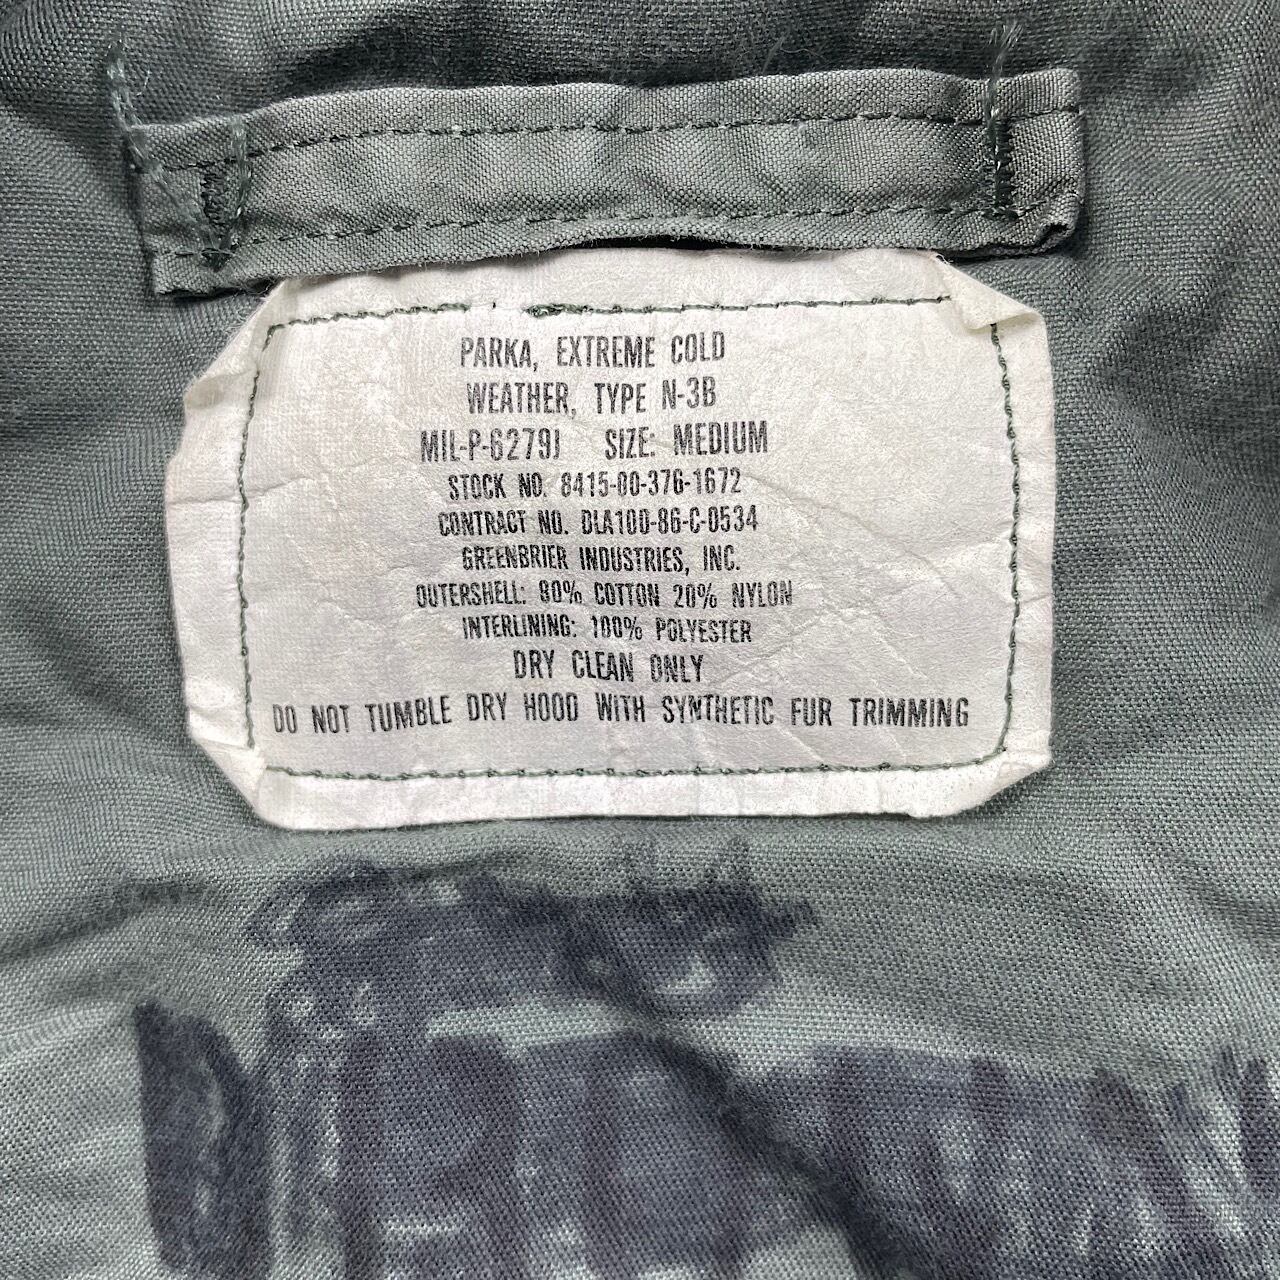 PARKA, EXTREME COLD
WEATHER, TYPE N-3B
MIL-P-6279J SIZE: MEDIUM
STOCK NO. 8415-00-376-1672
CONTRACT NO. DLA100-86-C-0534
GREENBRIER INDUSTRIES, INC.
OUTERSHELL: 80% COTTON 20% NYLON
INTERLINING: 100% POLYESTER
DRY CLEAN ONLY
DO NOT TUMBLE DRY HOOD WITH SYNTHETIC FUR TRIMMING